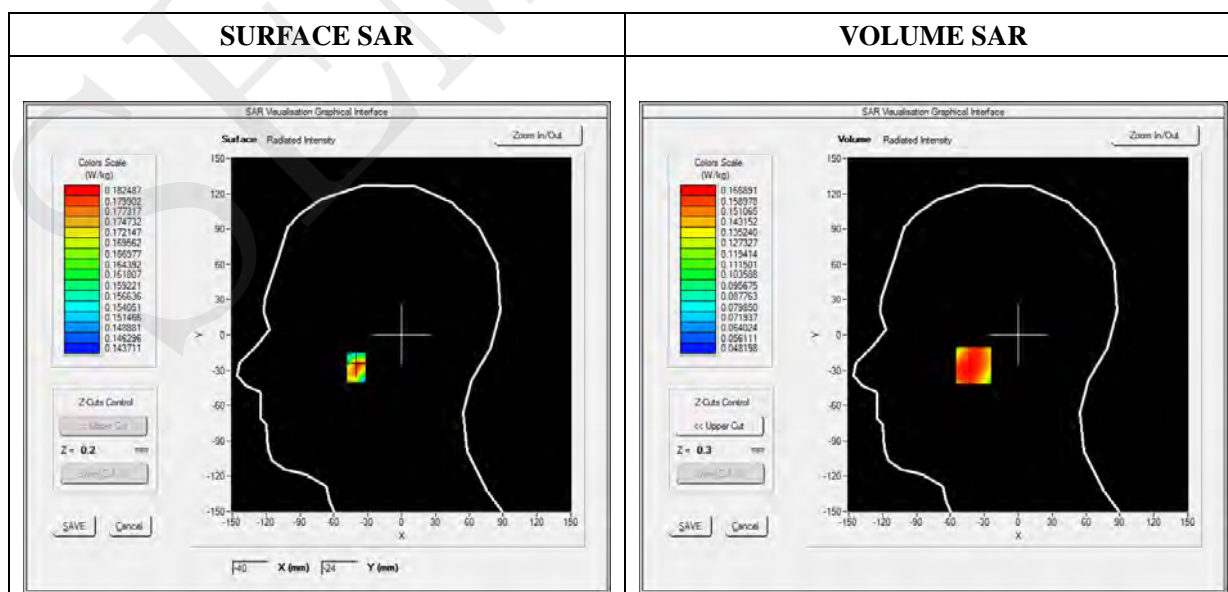 SURFACE SAR
VOLUME SAR
SAR Visualisation Graphical Interface
Surface Radiated Intensity
Zoom In/Out
Colors Scale
(W/kg)
0.182487
0.179902
0.177317
0.174732
0.172147
0.169562
0.166977
0.164392
0.161807
0.159221
0.156636
0.154051
0.151466
0.148881
0.146296
0.143711
Z-Cuts Control
<< Upper Cut
Z = 0.2 mm
SAVE
Cancel
150
120
90
60
30
0
-30
-60
-90
-120
-150
Y
-150 -120 -90 -60 -30 0 30 60 90 120 150
X
-40 X (mm) -24 Y (mm)
SAR Visualisation Graphical Interface
Volume Radiated Intensity
Zoom In/Out
Colors Scale
(W/kg)
0.166891
0.158978
0.151065
0.143152
0.135240
0.127327
0.119414
0.111501
0.103588
0.095675
0.087763
0.079850
0.071937
0.064024
0.056111
0.048198
Z-Cuts Control
<< Upper Cut
Z = 0.3 mm
SAVE
Cancel
150
120
90
60
30
0
-30
-60
-90
-120
-150
Y
-150 -120 -90 -60 -30 0 30 60 90 120 150
X